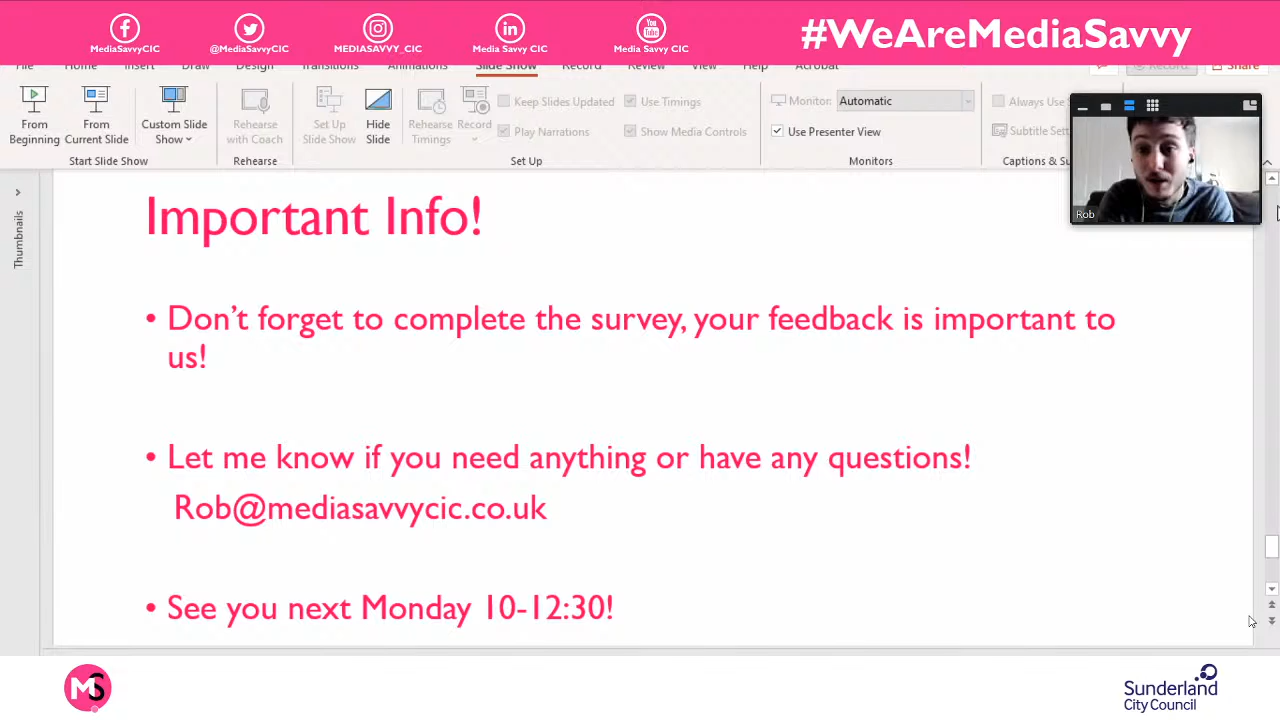 MediaSavvyCIC
@MediaSavvyCIC
MEDIASAVVY_CIC
Media Savvy CIC
You
Tube
Media Savvy CIC
#WeAreMediaSavvy
File Home Insert Draw Design Transitions Animations Slide Show Record Review View Help Acrobat
Record
Share
From
Beginning
From
Current Slide
Custom Slide
Show
Start Slide Show
Rehearse
with Coach
Rehearse
Set Up
Slide Show
Hide
Slide
Rehearse
Timings
Record
Keep Slides Updated
Play Narrations
Use Timings
Show Media Controls
Set Up
Monitor: Automatic
Use Presenter View
Monitors
Always Use
Subtitle Sett
Captions & Su
Rob
Thumbnails
Important Info!
• Don't forget to complete the survey, your feedback is important to
us!
• Let me know if you need anything or have any questions!
Rob@mediasavvycic.co.uk
• See you next Monday 10-12:30!
MS
Sunderland
City Council